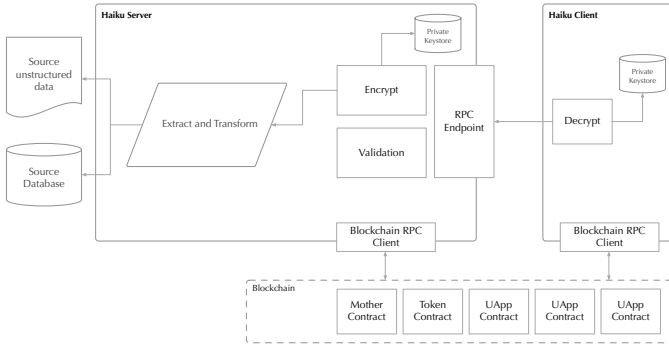 Haiku Server
Haiku Client
Private
Keystore
Source
unstructured
data
Private
Keystore
Encrypt
Extract and Transform
RPC
Endpoint
Decrypt
Validation
Source
Database
Blockchain RPC
Client
Blockchain RPC
Client
Blockchain
Mother
Contract
Token
Contract
UApp
Contract
UApp
Contract
UApp
Contract